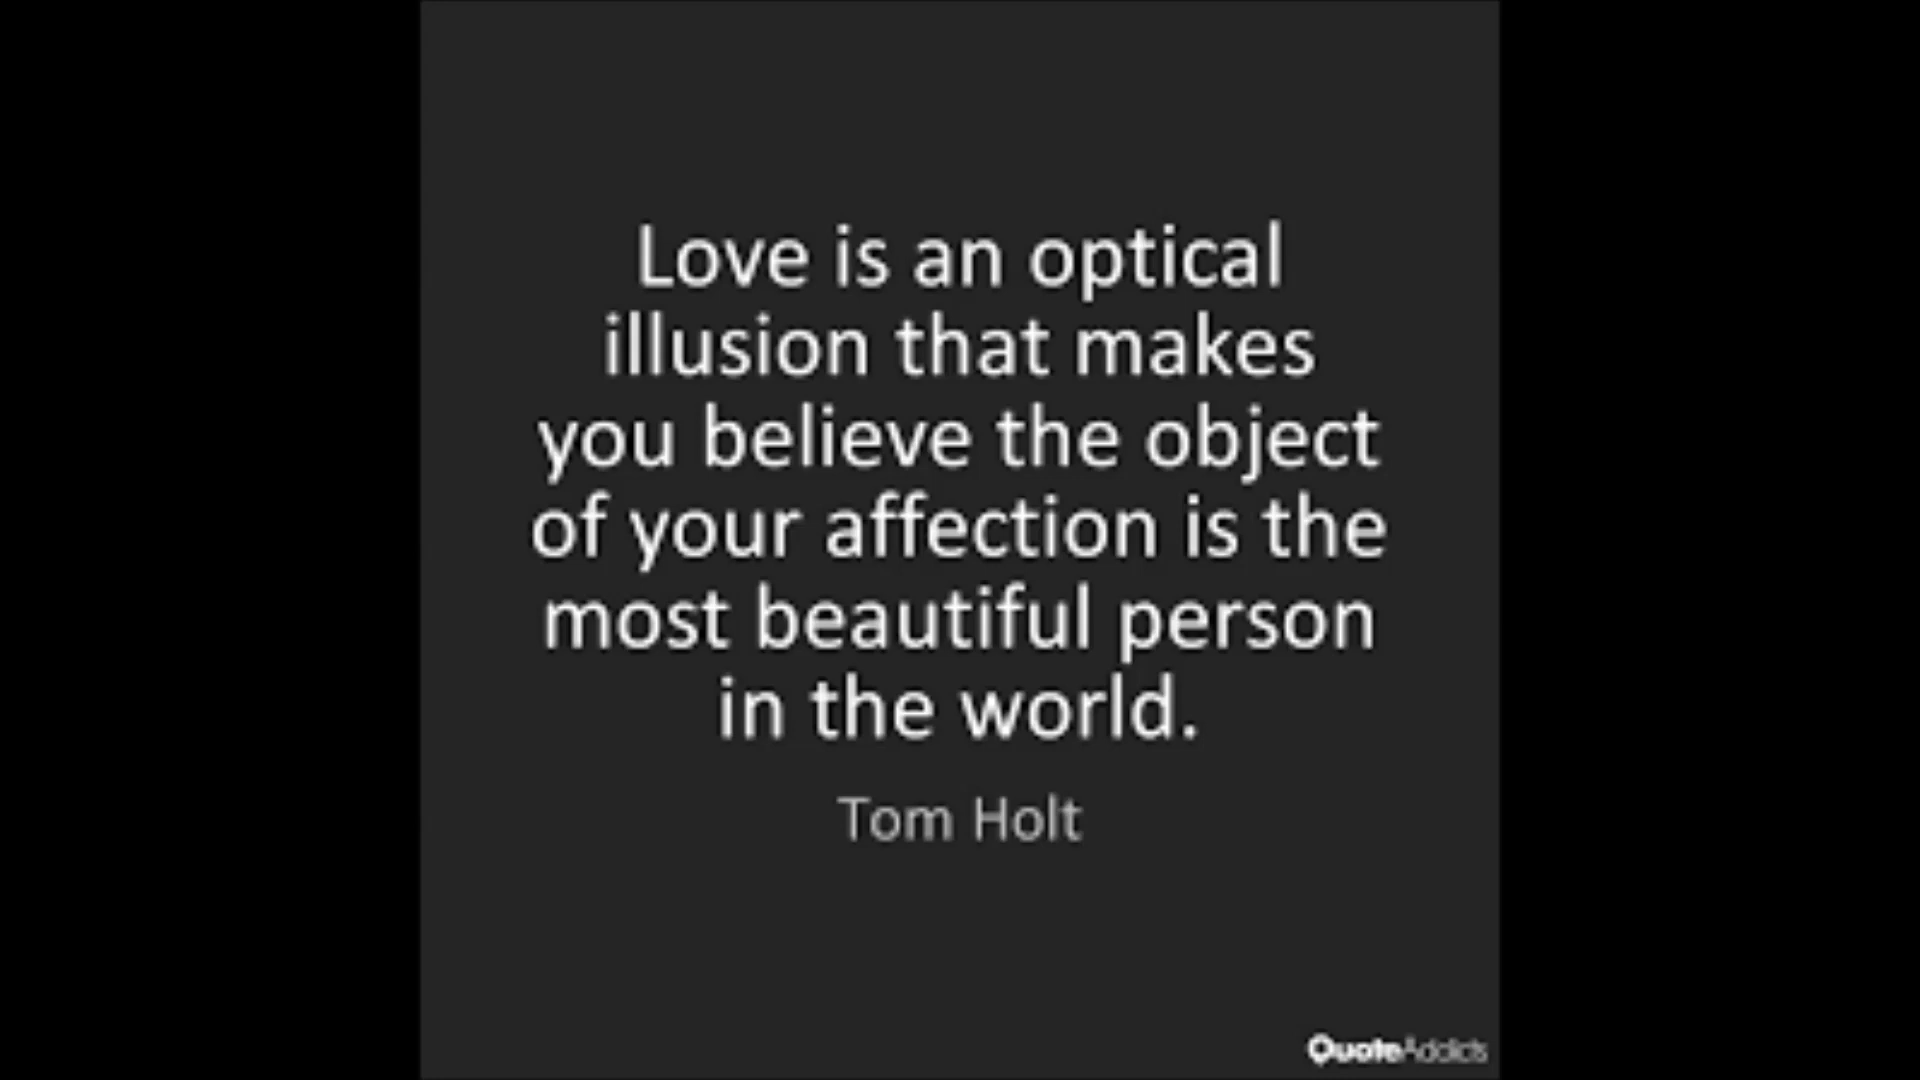 Love is an optical
illusion that makes
you believe the object
of your affection is the
most beautiful person
in the world.
Tom Holt
QuoteAddicts